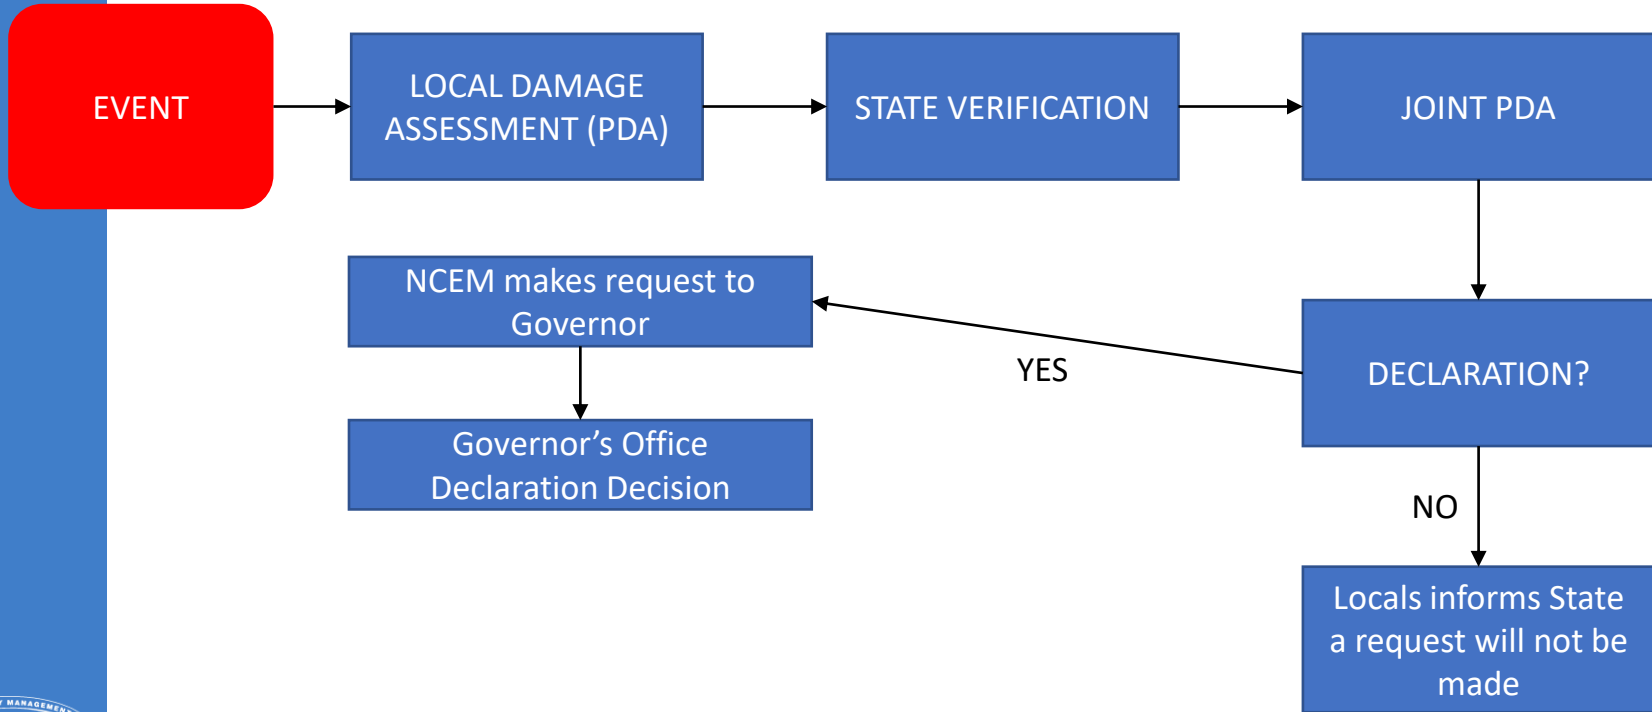 EVENT
LOCAL DAMAGE
ASSESSMENT (PDA)
STATE VERIFICATION
JOINT PDA
NCEM makes request to
Governor
YES
DECLARATION?
Governor’s Office
Declaration Decision
NO
Locals informs State
a request will not be
made
MANAGEMEN